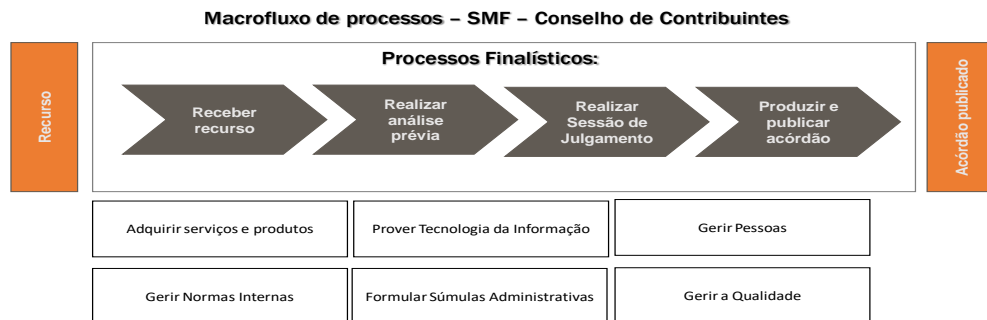 Macrofluxo de processos – SMF – Conselho de Contribuintes
Processos Finalísticos:
Recurso
Receber
recurso
Realizar
análise
prévia
Realizar
Sessão de
Julgamento
Produzir e
publicar
acórdão
Acórdão publicado
Adquirir serviços e produtos
Prover Tecnologia da Informação
Gerir Pessoas
Gerir Normas Internas
Formular Súmulas Administrativas
Gerir a Qualidade